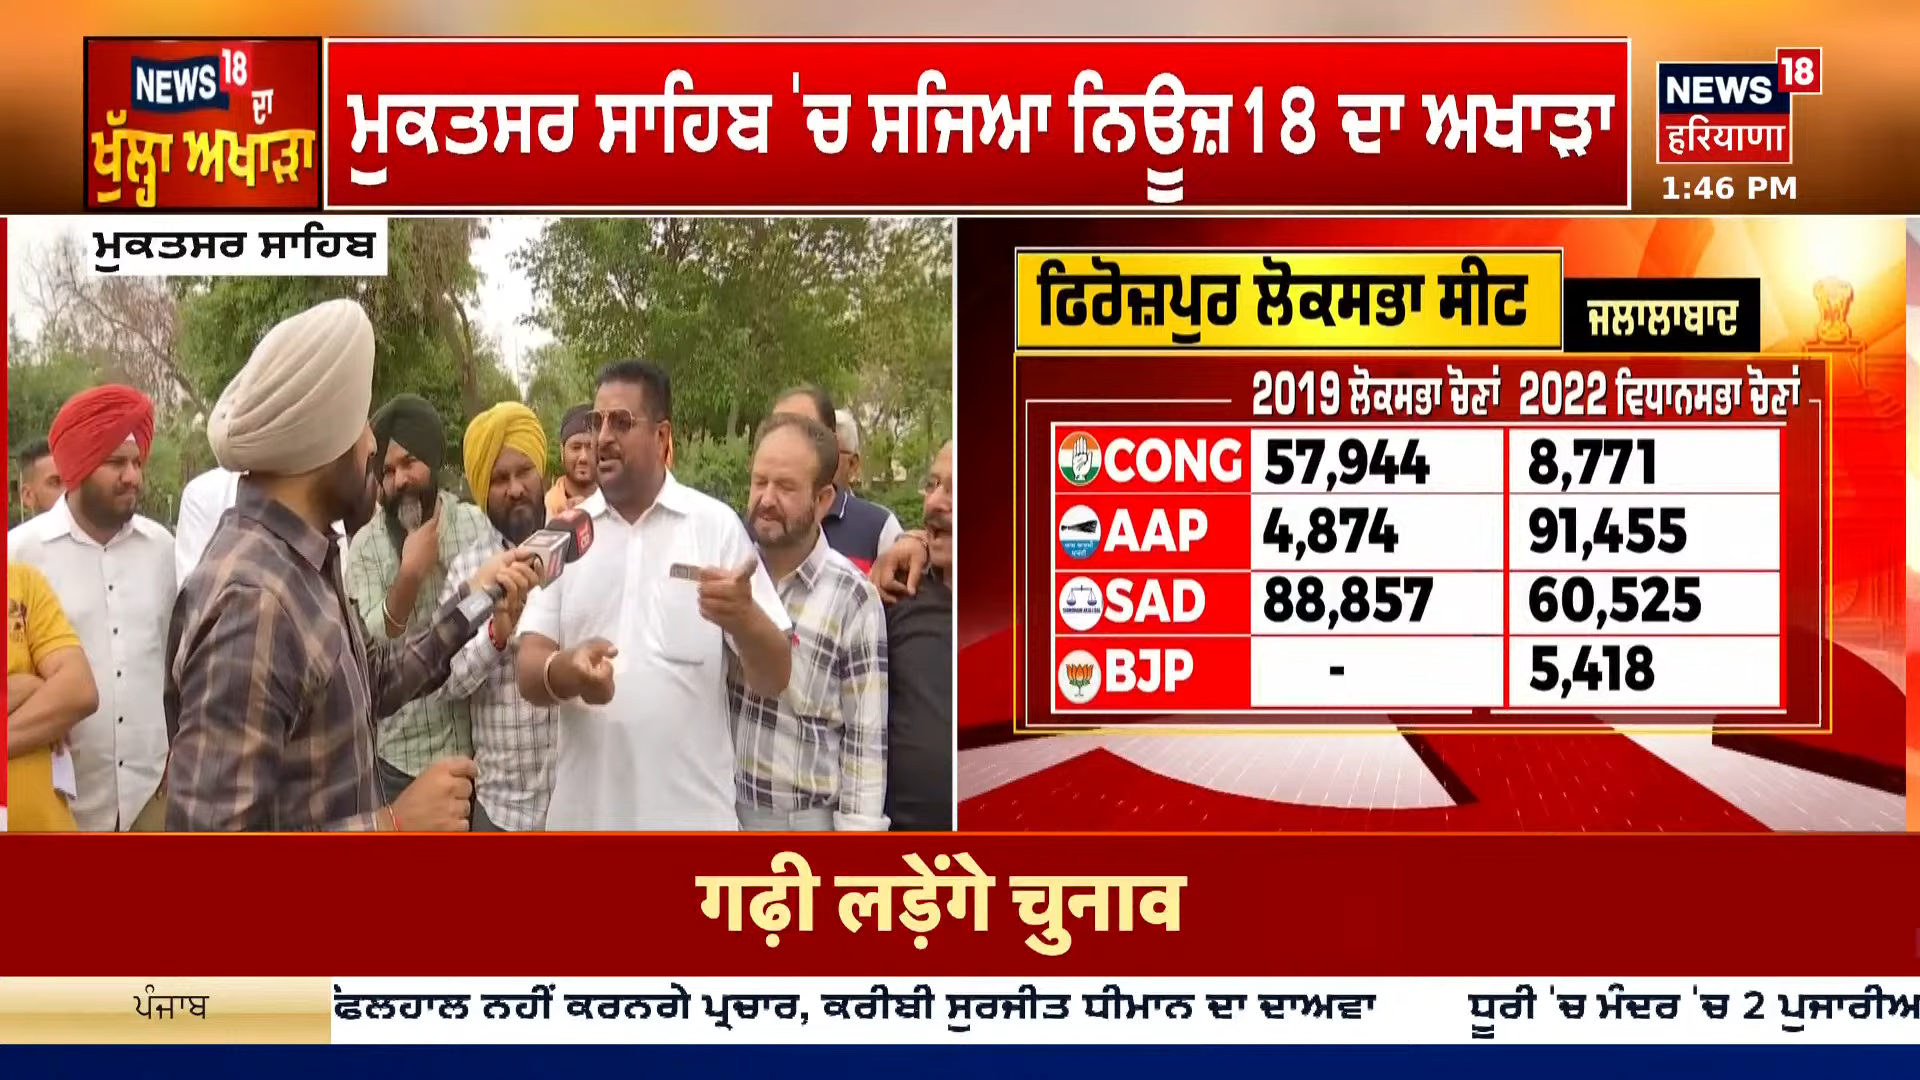 NEWS18 ਦਾ
ਖੁੱਲ੍ਹਾ ਅਖਾੜਾ
ਮੁਕਤਸਰ ਸਾਹਿਬ 'ਚ ਸਜਿਆ ਨਿਊਜ਼18 ਦਾ ਅਖਾੜਾ
NEWS18
हरियाणा
1:46 PM
ਮੁਕਤਸਰ ਸਾਹਿਬ
ਫਿਰੋਜ਼ਪੁਰ ਲੋਕਸਭਾ ਸੀਟ
ਜਲਾਲਾਬਾਦ
2019 ਲੋਕਸਭਾ ਚੋਣਾਂ 2022 ਵਿਧਾਨਸਭਾ ਚੋਣਾਂ
CONG 57,944 8,771
AAP 4,874 91,455
SAD 88,857 60,525
BJP - 5,418
गढ़ी लड़ेंगे चुनाव
ਪੰਜਾਬ
ਫਿਲਹਾਲ ਨਹੀਂ ਕਰਨਗੇ ਪ੍ਰਚਾਰ, ਕਰੀਬੀ ਸੁਰਜੀਤ ਧੀਮਾਨ ਦਾ ਦਾਅਵਾ ਧੂਰੀ 'ਚ ਮੰਦਰ 'ਚ 2 ਪੁਜਾਰੀਆ